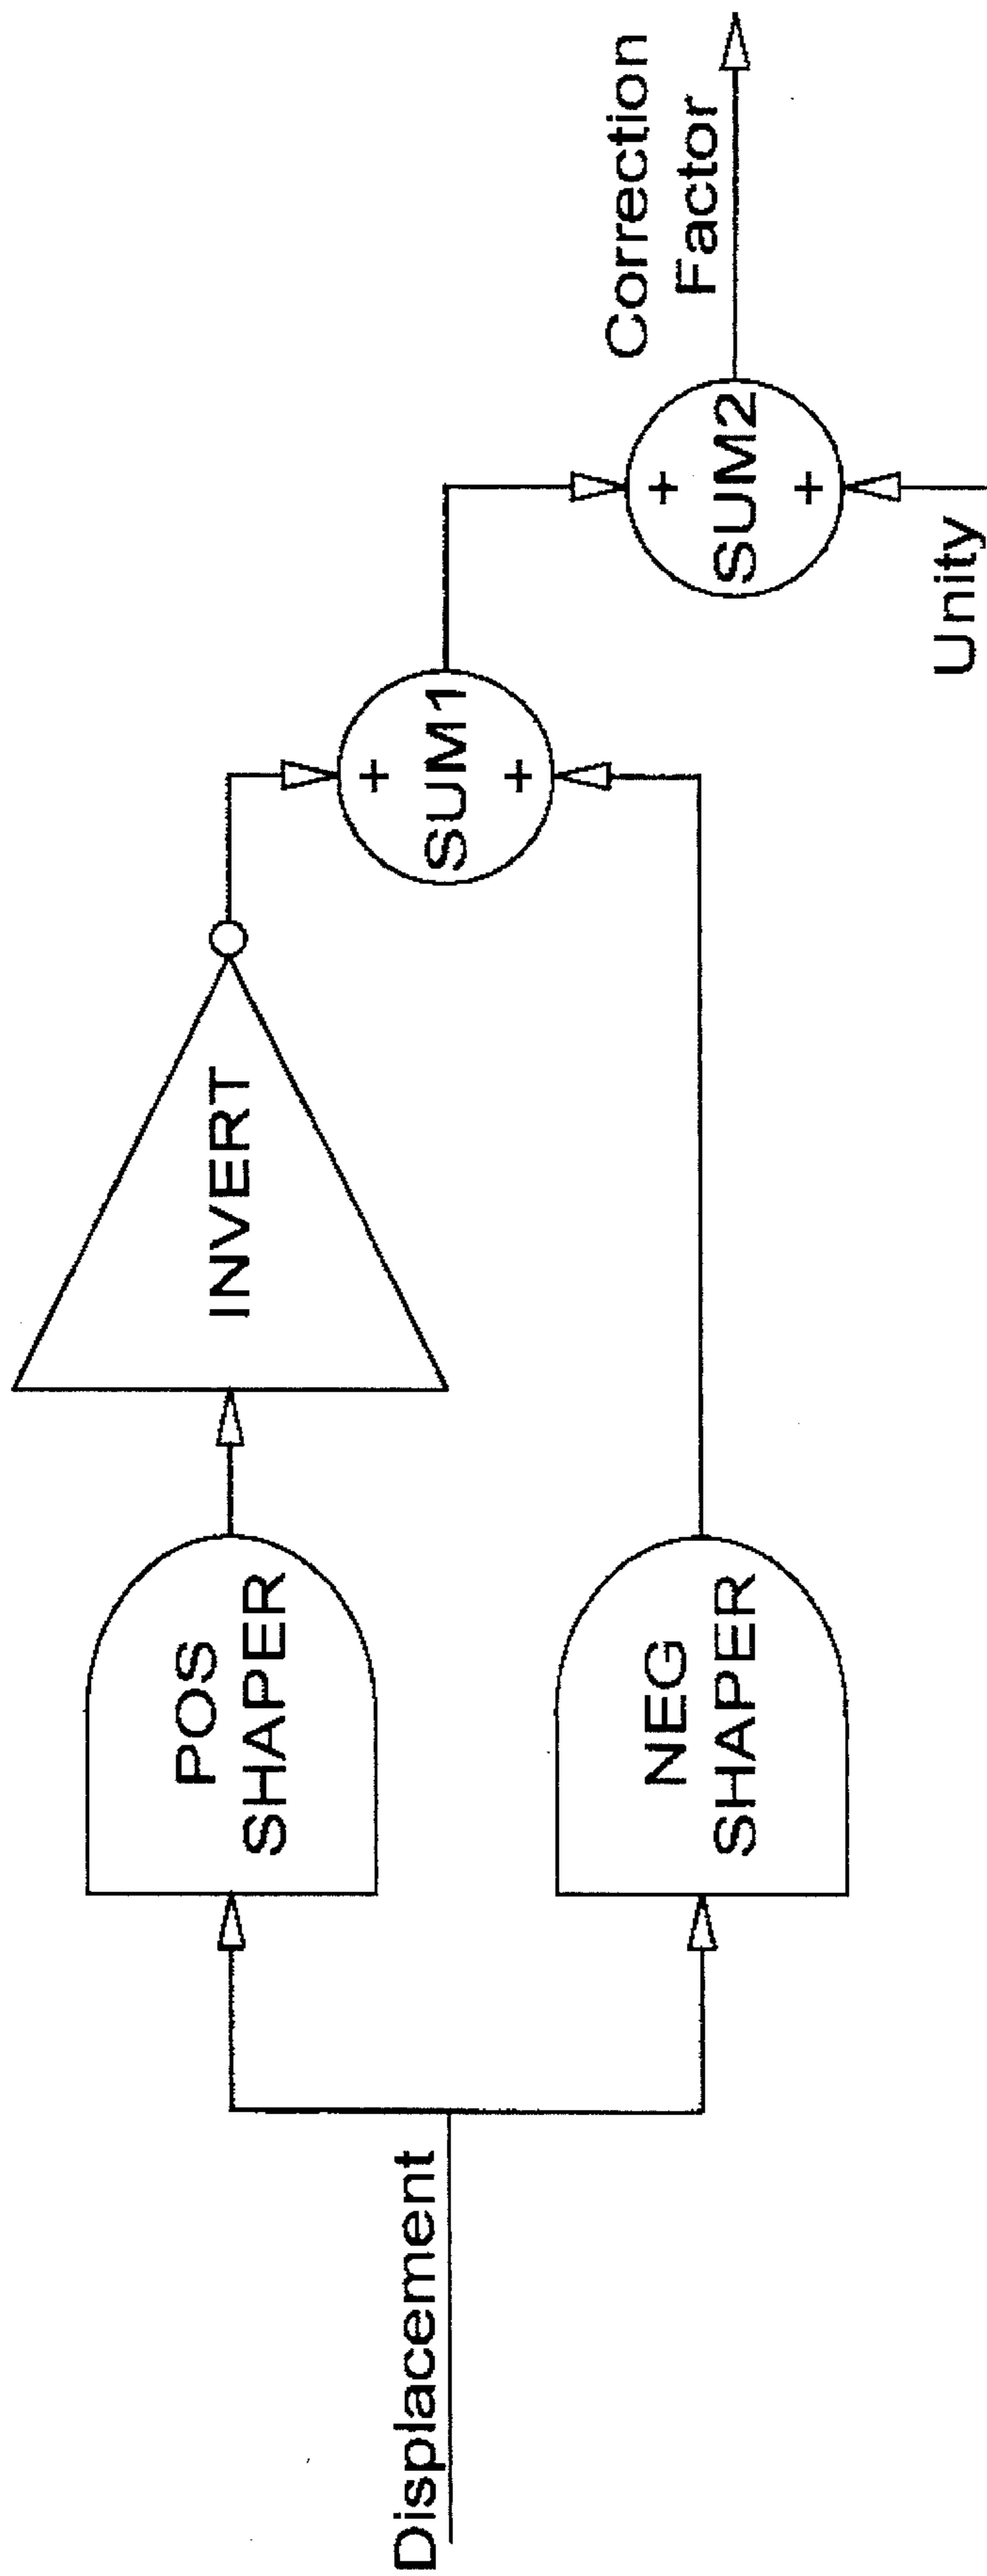 Displacement
POS
SHAPER
NEG
SHAPER
INVERT
+
SUM1
+
+
SUM2
+
Unity
Correction
Factor